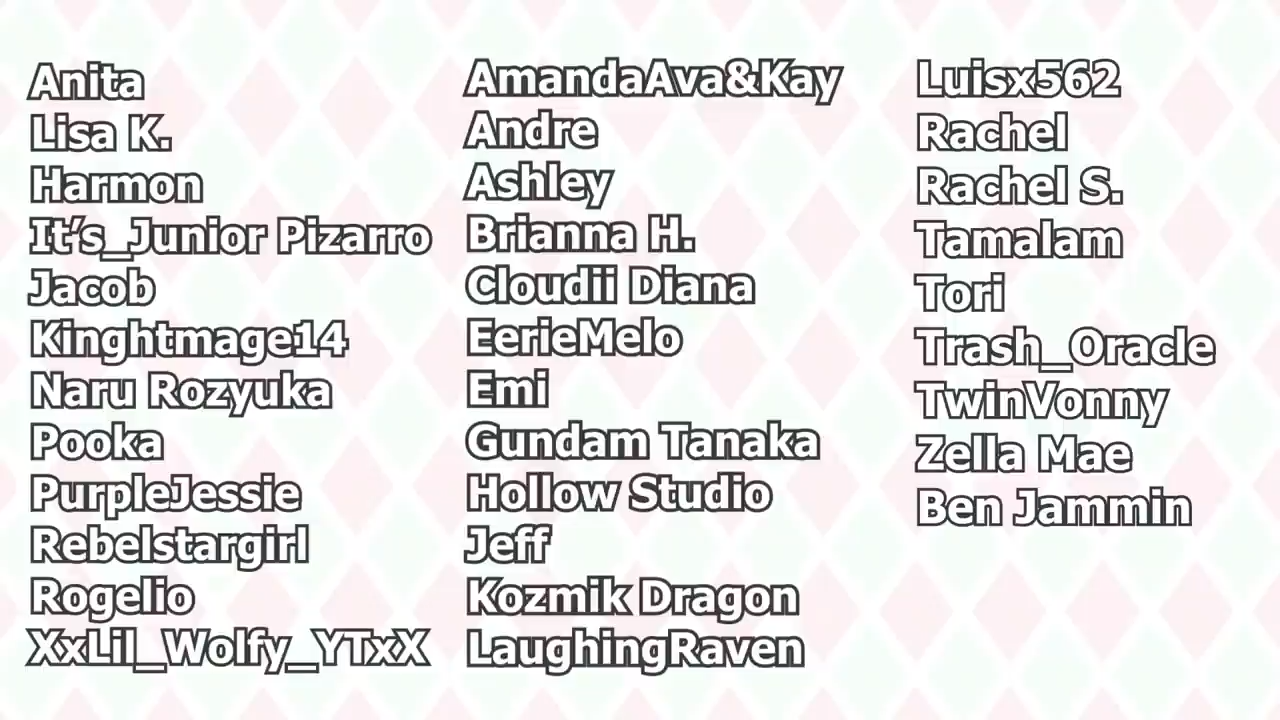 Anita
Lisa K.
Harmon
It’s_Junior Pizarro
Jacob
Kinghtmage14
Naru Rozyuka
Pooka
PurpleJessie
Rebelstargirl
Rogelio
XxLil_Wolfy_YTxX
AmandaAva&Kay
Andre
Ashley
Brianna H.
Cloudii Diana
EerieMelo
Emi
Gundam Tanaka
Hollow Studio
Jeff
Kozmik Dragon
LaughingRaven
Luisx562
Rachel
Rachel S.
Tamalam
Tori
Trash_Oracle
TwinVonny
Zella Mae
Ben Jammin